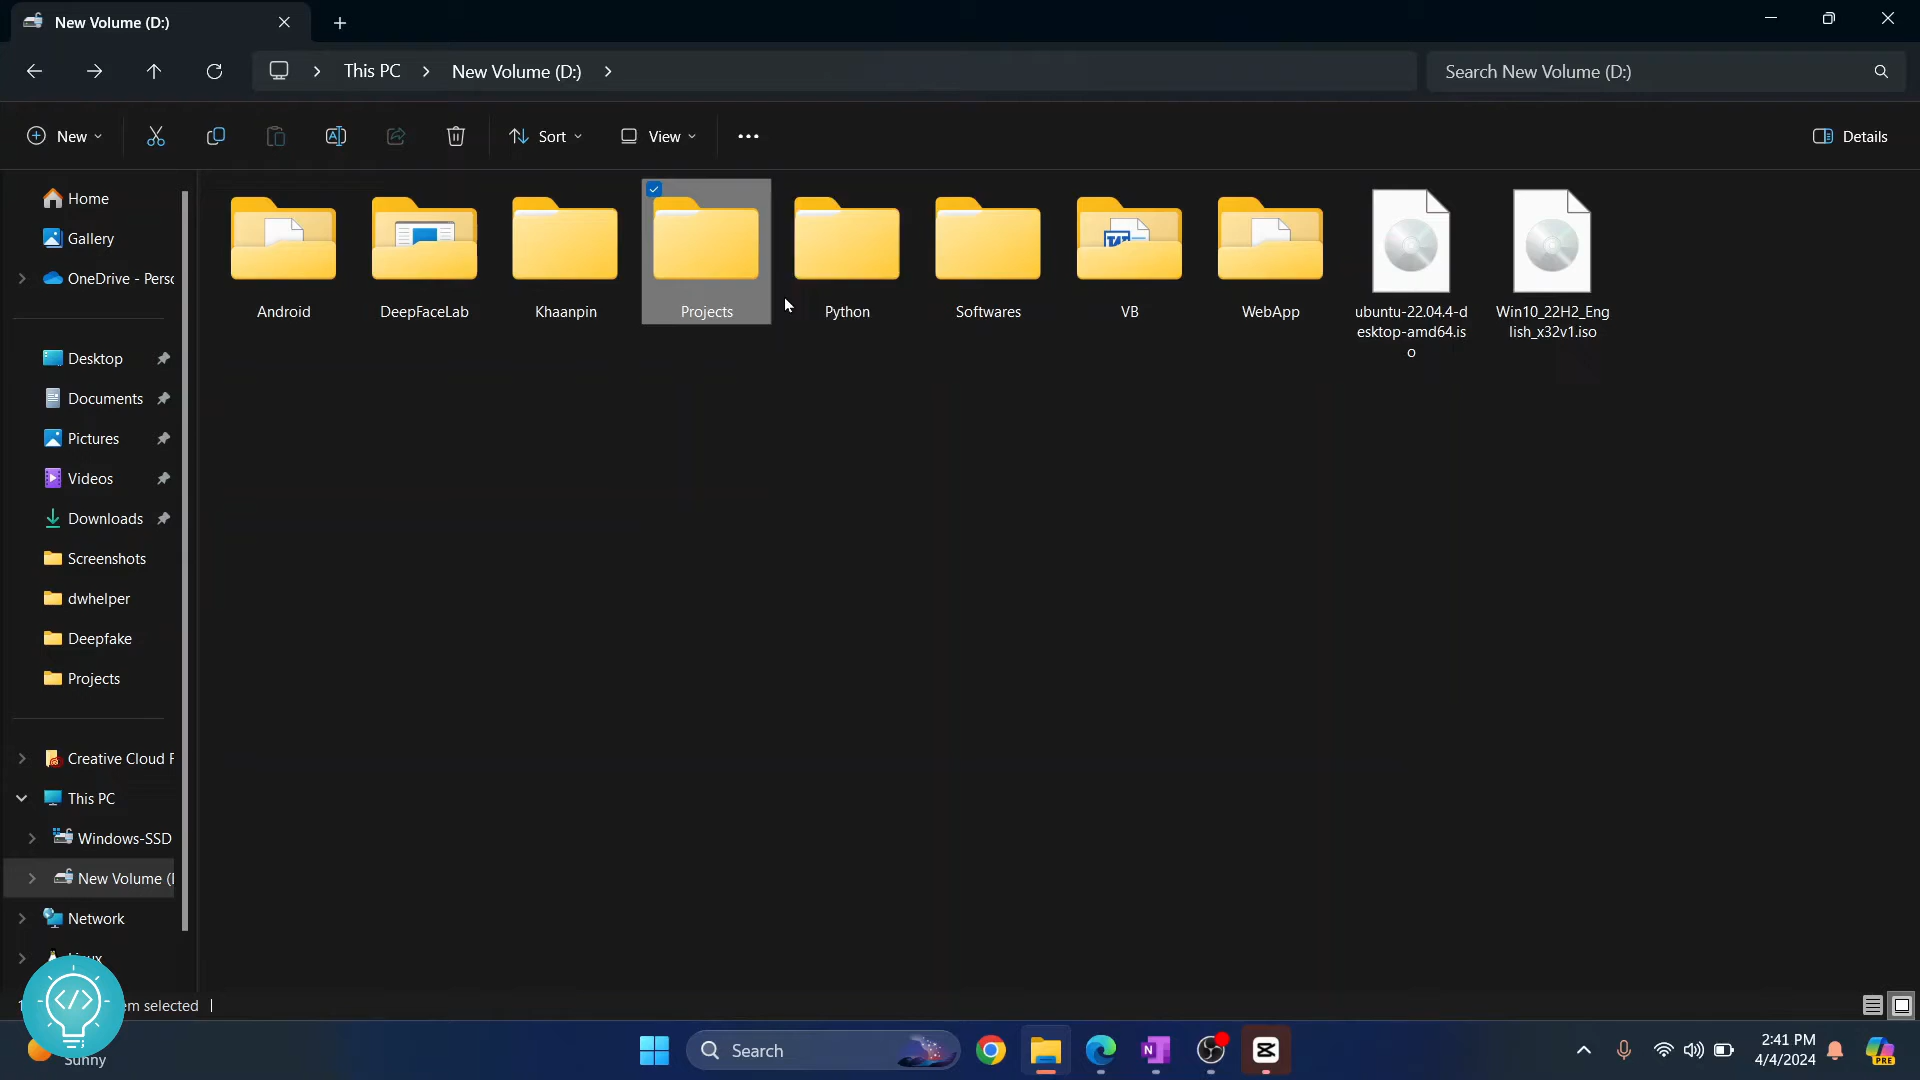 New Volume (D:)
This PC
New Volume (D:)
Search New Volume (D:)
New
Sort
View
Details
Home
Gallery
OneDrive - Perso
Desktop
Documents
Pictures
Videos
Downloads
Screenshots
dwhelper
Deepfake
Projects
Creative Cloud F
This PC
Windows-SSD
New Volume (
Network
Android
DeepFaceLab
Khaanpin
Projects
Python
Softwares
VB
WebApp
ubuntu-22.04.4-d
esktop-amd64.is
o
Win10_22H2_Eng
lish_x32v1.iso
em selected
</>
Sunny
Search
2:41 PM
4/4/2024
PRE